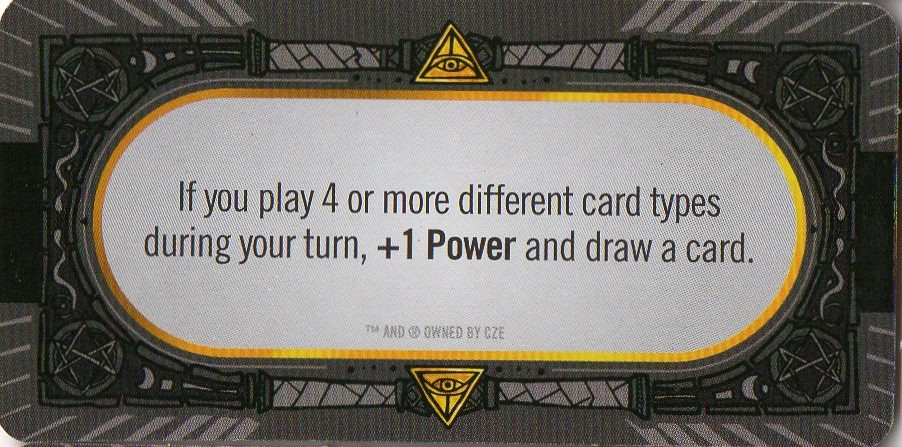 If you play 4 or more different card types
during your turn, +1 Power and draw a card.
™ AND ® OWNED BY CZE